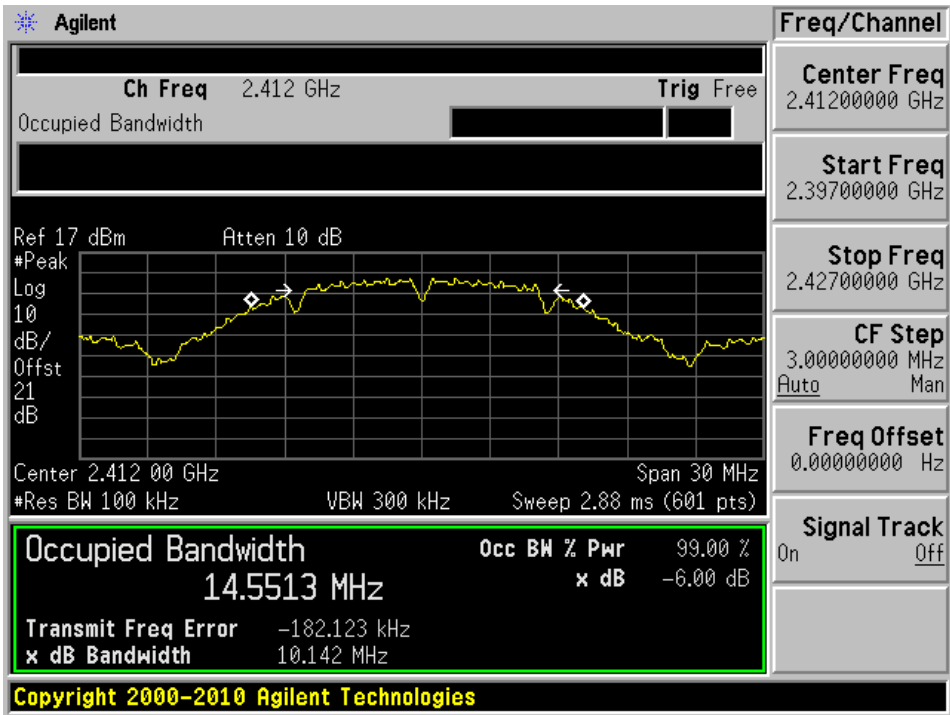 Agilent
Freq/Channel
Ch Freq 2.412 GHz Trig Free
Occupied Bandwidth
Center Freq
2.41200000 GHz
Start Freq
2.39700000 GHz
Stop Freq
2.42700000 GHz
CF Step
3.00000000 MHz
Auto Man
Freq Offset
0.00000000 Hz
Signal Track
On Off
Ref 17 dBm Atten 10 dB
#Peak
Log
10
dB/
Offst
21
dB
Center 2.412 00 GHz Span 30 MHz
#Res BW 100 kHz VBW 300 kHz Sweep 2.88 ms (601 pts)
Occupied Bandwidth
14.5513 MHz
Occ BW % Pwr 99.00 %
x dB -6.00 dB
Transmit Freq Error -182.123 kHz
x dB Bandwidth 10.142 MHz
Copyright 2000-2010 Agilent Technologies